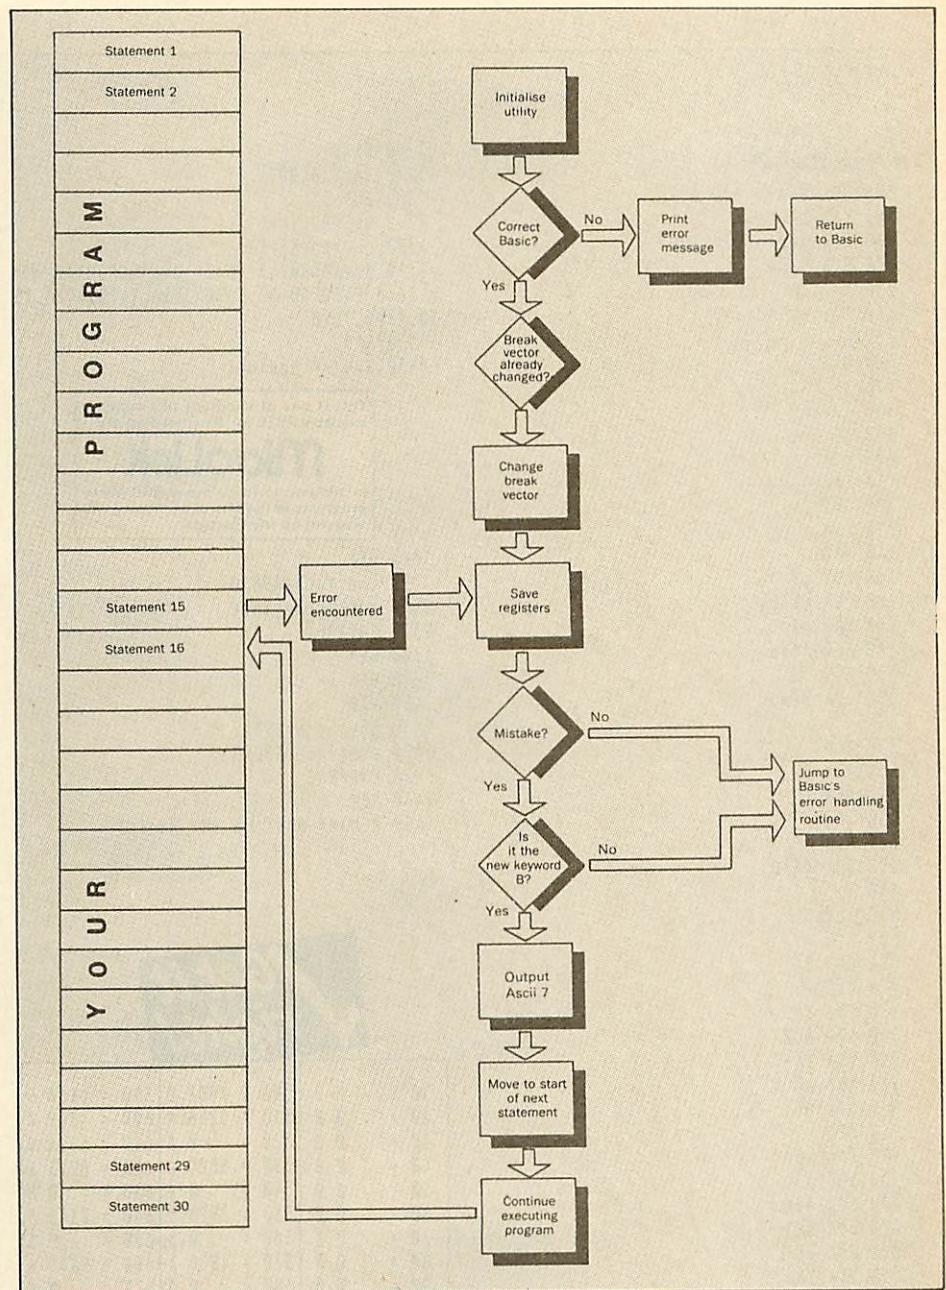 Statement 1
Statement 2
YOUR PROGRAM
Statement 15
Statement 16
Statement 29
Statement 30
Initialise
utility
Correct
Basic?
No
Print
error
message
Return
to Basic
Yes
Break
vector
already
changed?
Change
break
vector
Error
encountered
Save
registers
Mistake?
No
Yes
Jump to
Basic's
error handling
routine
Is
it the
new keyword
B?
No
Yes
Output
Ascii 7
Move to start
of next
statement
Continue
executing
program